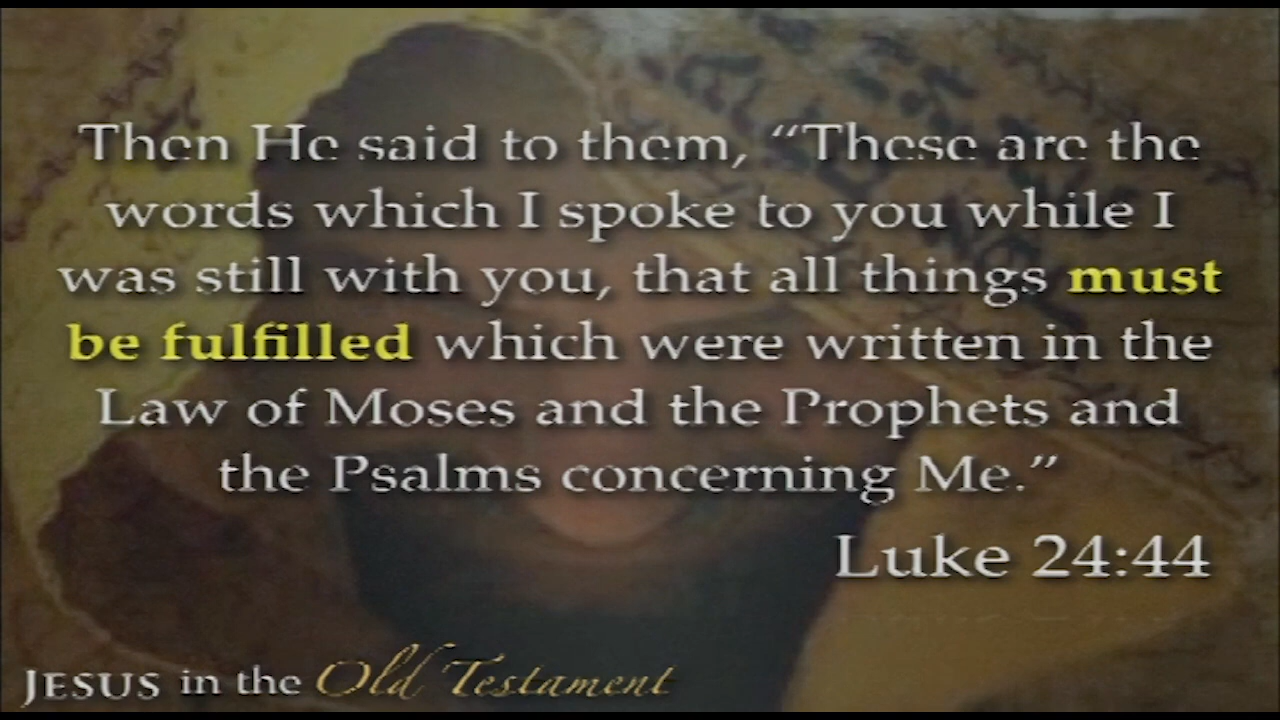 Then He said to them, “These are the
words which I spoke to you while I
was still with you, that all things must
be fulfilled which were written in the
Law of Moses and the Prophets and
the Psalms concerning Me.”
Luke 24:44
JESUS in the Old Testament